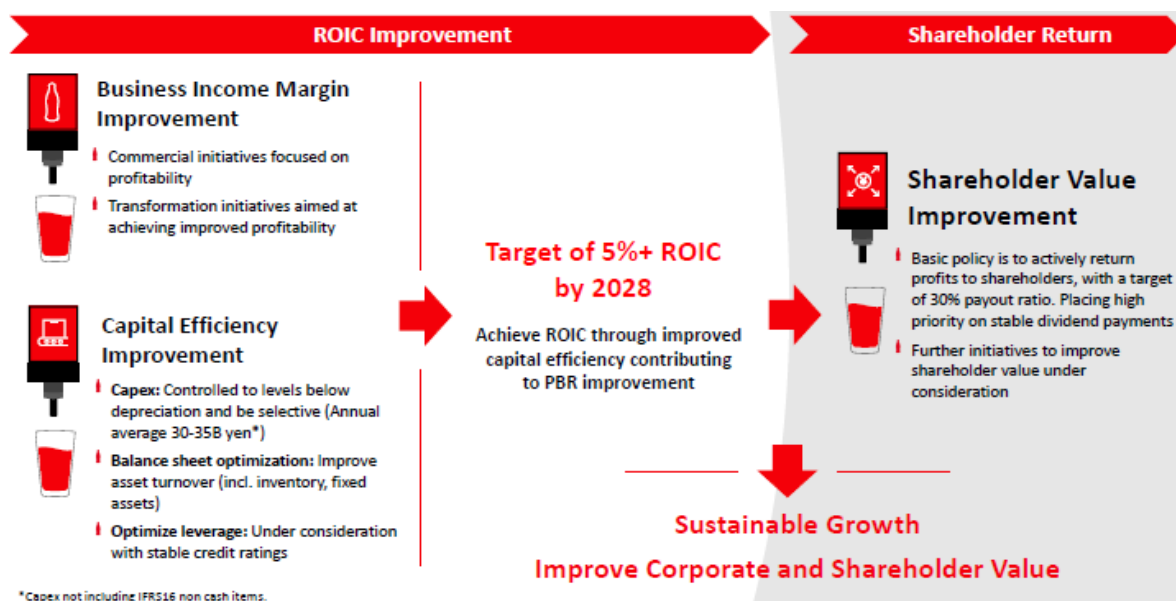 ROIC Improvement
Shareholder Return
Business Income Margin
Improvement
Commercial initiatives focused on
profitability
Transformation initiatives aimed at
achieving improved profitability
Capital Efficiency
Improvement
Capex: Controlled to levels below
depreciation and be selective (Annual
average 30-35B yen*)
Balance sheet optimization: Improve
asset turnover (incl. inventory, fixed
assets)
Optimize leverage: Under consideration
with stable credit ratings
Target of 5%+ ROIC
by 2028
Achieve ROIC through improved
capital efficiency contributing
to PBR improvement
Shareholder Value
Improvement
Basic policy is to actively return
profits to shareholders, with a target
of 30% payout ratio. Placing high
priority on stable dividend payments
Further initiatives to improve
shareholder value under
consideration
Sustainable Growth
Improve Corporate and Shareholder Value
*Capex not including IFRS16 non cash items.